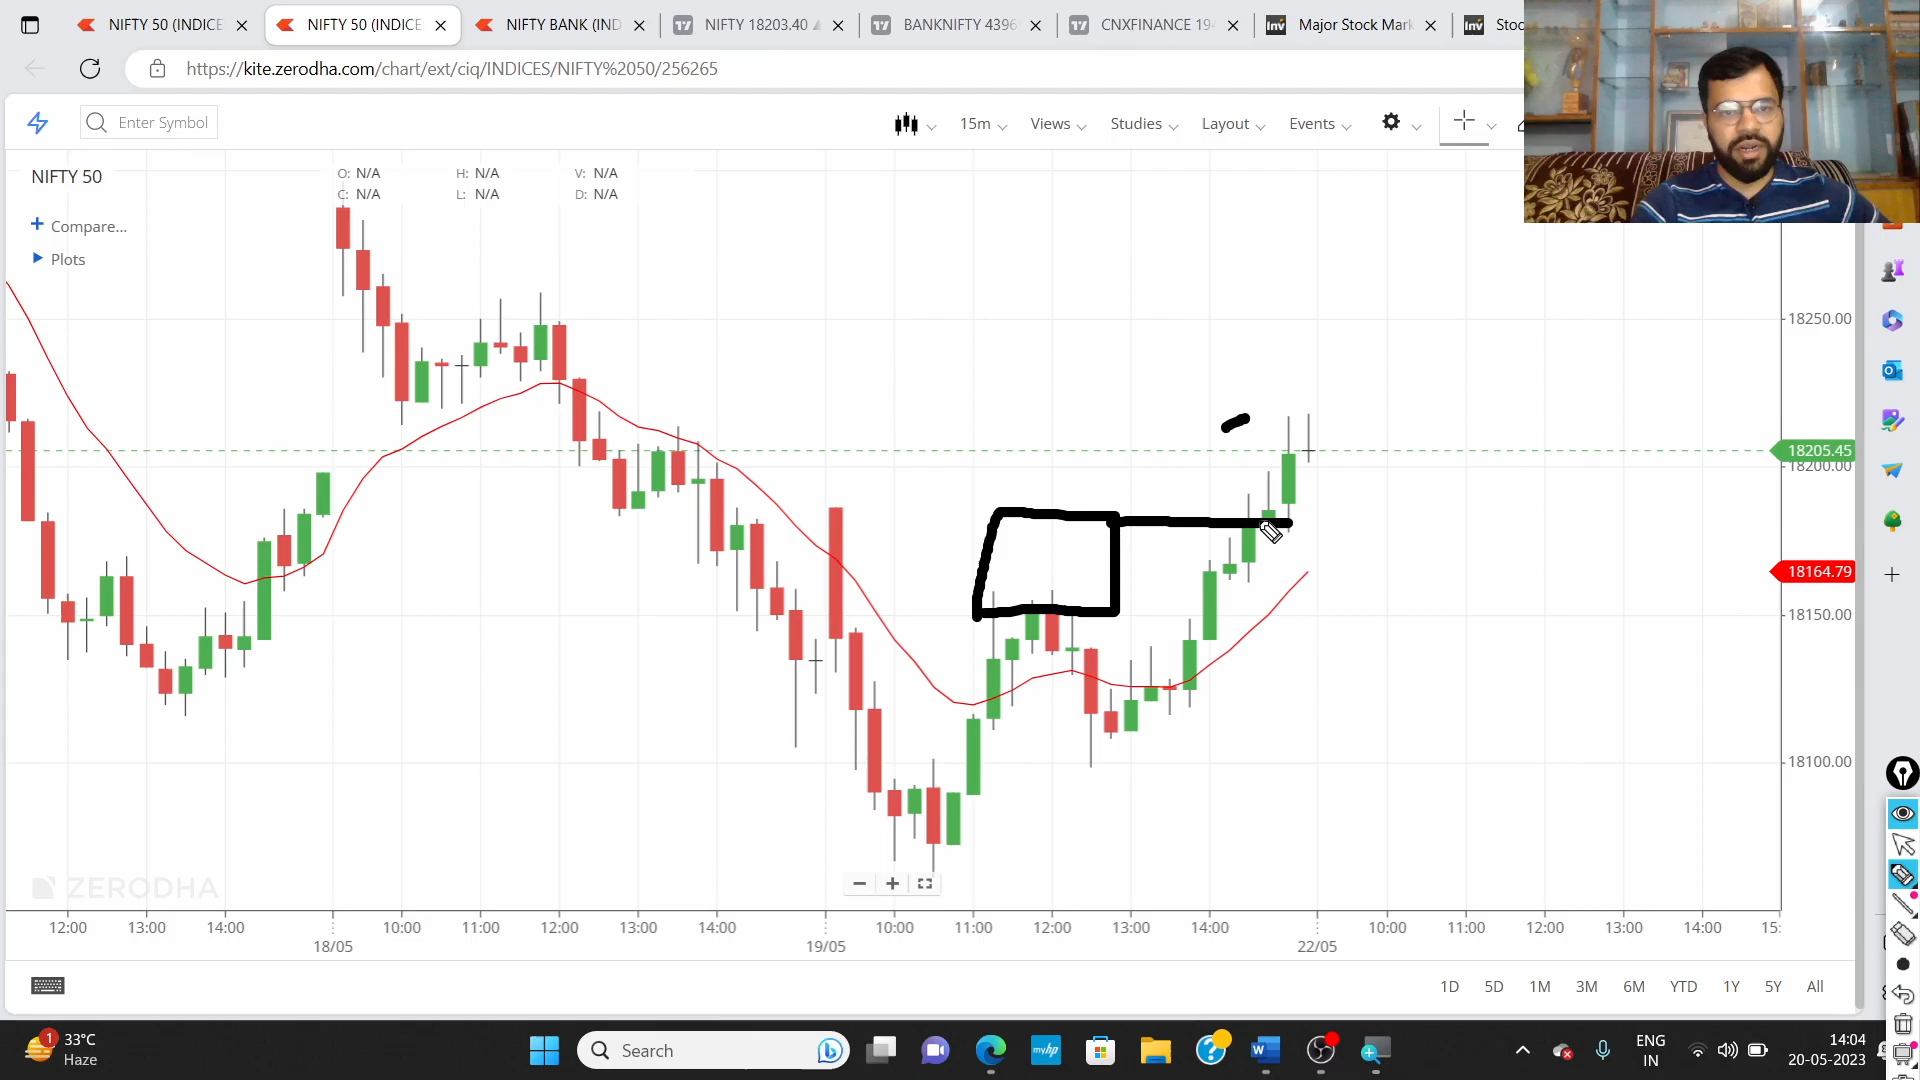 NIFTY 50 (INDICE
NIFTY 50 (INDICE
NIFTY BANK (IND
NIFTY 18203.40
BANKNIFTY 4396
CNXFINANCE 19
Major Stock Mark
Stoc
https://kite.zerodha.com/chart/ext/ciq/INDICES/NIFTY%2050/256265
Enter Symbol
15m
Views
Studies
Layout
Events
NIFTY 50
O: N/A
H: N/A
V: N/A
C: N/A
L: N/A
D: N/A
+ Compare...
Plots
18250.00
18205.45
18200.00
18164.79
18150.00
18100.00
ZERODHA
12:00
13:00
14:00
10:00
11:00
12:00
13:00
14:00
10:00
11:00
12:00
13:00
14:00
10:00
11:00
12:00
13:00
14:00
15:
18/05
19/05
22/05
1D
5D
1M
3M
6M
YTD
1Y
5Y
All
1
33°C
Haze
Search
myhp
ENG
IN
14:04
20-05-2023